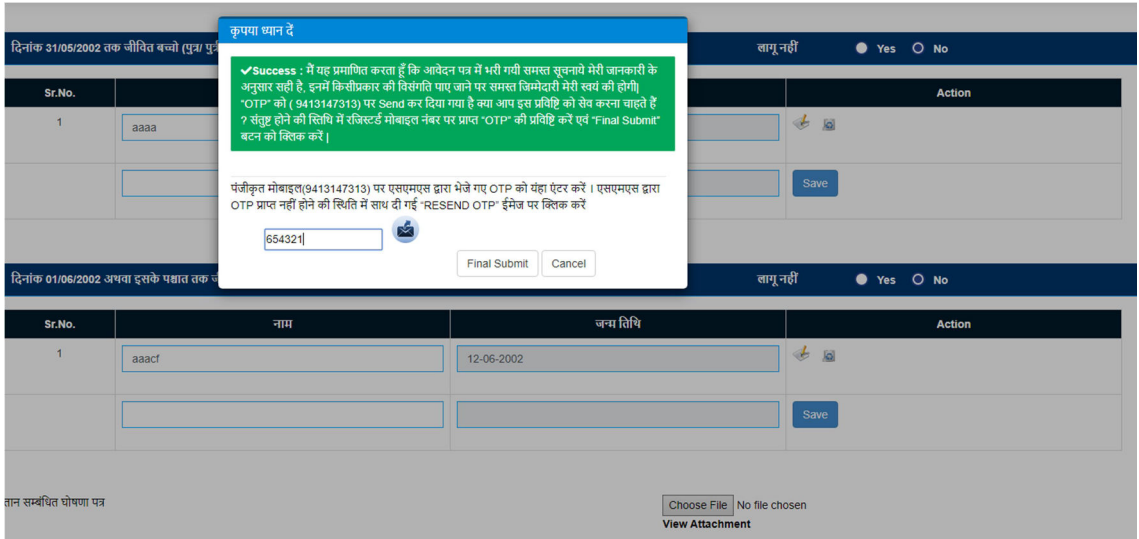 कृपया ध्यान दें
दिनांक 31/05/2002 तक जीवित बच्चो (पुत्र/ लागू नहीं Yes No
✔Success : मैं यह प्रमाणित करता हूँ कि आवेदन पत्र में भरी गयी समस्त सूचनाये मेरी जानकारी के
अनुसार सही है, इनमें किसीप्रकार की विसंगति पाए जाने पर समस्त जिम्मेदारी मेरी स्वयं की होगी|
"OTP" को ( 9413147313) पर Send कर दिया गया है क्या आप इस प्रविष्टि को सेव करना चाहते हैं
? संतुष्ट होने की स्तिथि में रजिस्टर्ड मोबाइल नंबर पर प्राप्त "OTP" की प्रविष्टि करें एवं "Final Submit"
बटन को क्लिक करें |
Sr.No. Action
1 aaaa
Save
पंजीकृत मोबाइल(9413147313) पर एसएमएस द्वारा भेजे गए OTP को यंहा एंटर करें । एसएमएस द्वारा
OTP प्राप्त नहीं होने की स्थिति में साथ दी गई "RESEND OTP" ईमेज पर क्लिक करें
654321
Final Submit Cancel
दिनांक 01/06/2002 अथवा इसके पश्चात तक लागू नहीं Yes No
Sr.No. नाम जन्म तिथि Action
1 aaacf 12-06-2002
Save
तान सम्बंधित घोषणा पत्र Choose File No file chosen
View Attachment